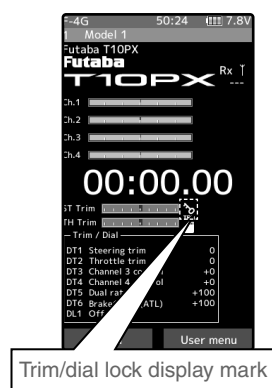 F-4G 50:24 7.8V
1 Model 1
Futaba T10PX
Futaba
T10PX
Rx
---
Ch.1
Ch.2
Ch.3
Ch.4
00:00.00
ST Trim
TH Trim
Trim / Dial
DT1 Steering trim 0
DT2 Throttle trim 0
DT3 Channel 3 +0
DT4 Channel 4 +0
DT5 Dual +100
DT6 (ATL) +100
DL1
User menu
Trim/dial lock display mark